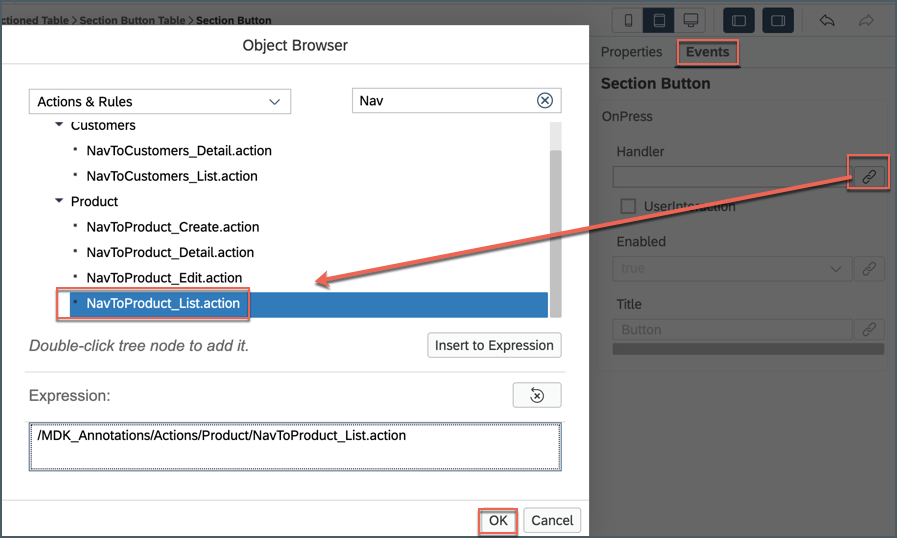 ctioned Table > Section Button Table > Section Button
Object Browser
Actions & Rules
Nav
Customers
NavToCustomers_Detail.action
NavToCustomers_List.action
Product
NavToProduct_Create.action
NavToProduct_Detail.action
NavToProduct_Edit.action
NavToProduct_List.action
Double-click tree node to add it.
Insert to Expression
Expression:
/MDK_Annotations/Actions/Product/NavToProduct_List.action
OK
Cancel
Properties
Events
Section Button
OnPress
Handler
UserInteraction
Enabled
true
Title
Button